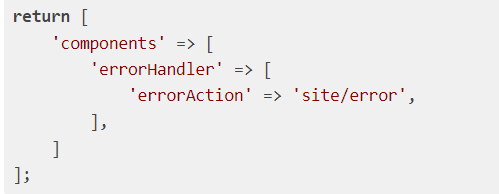 return [
    'components' => [
        'errorHandler' => [
            'errorAction' => 'site/error',
        ],
    ]
];